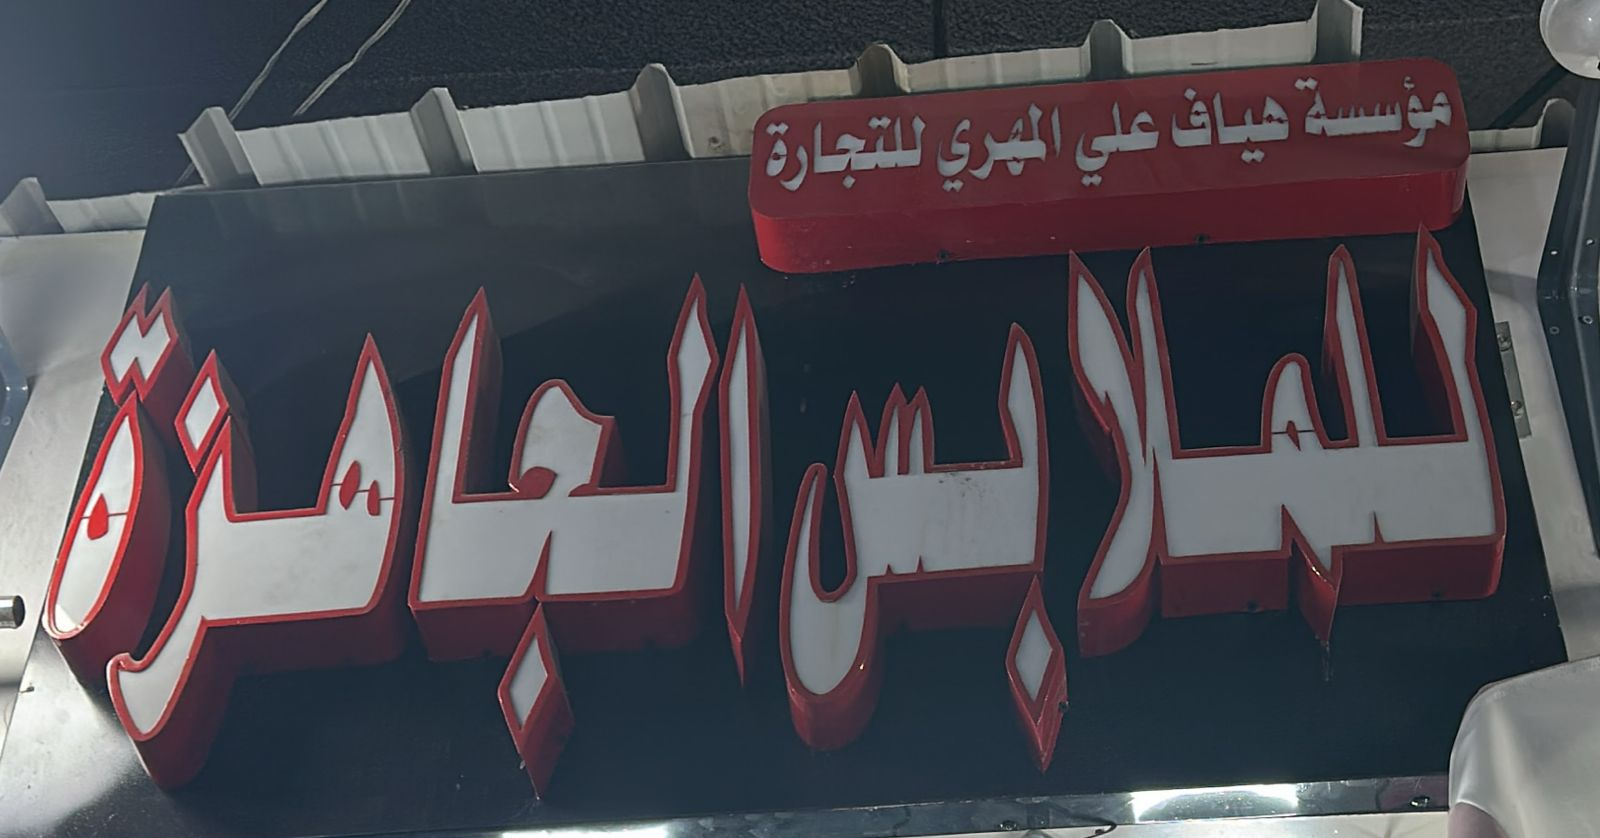 مؤسسة هياف علي المهري للتجارة
للملابس الجاهزة